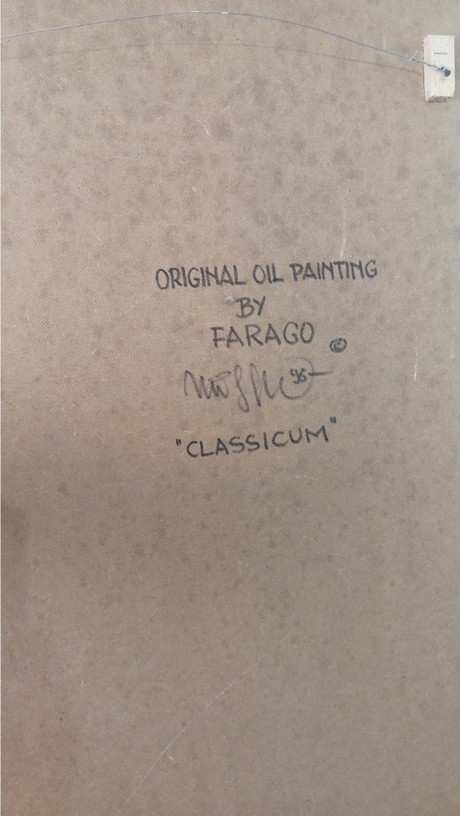 ORIGINAL OIL PAINTING
BY
FARAGO ©
"CLASSICUM"